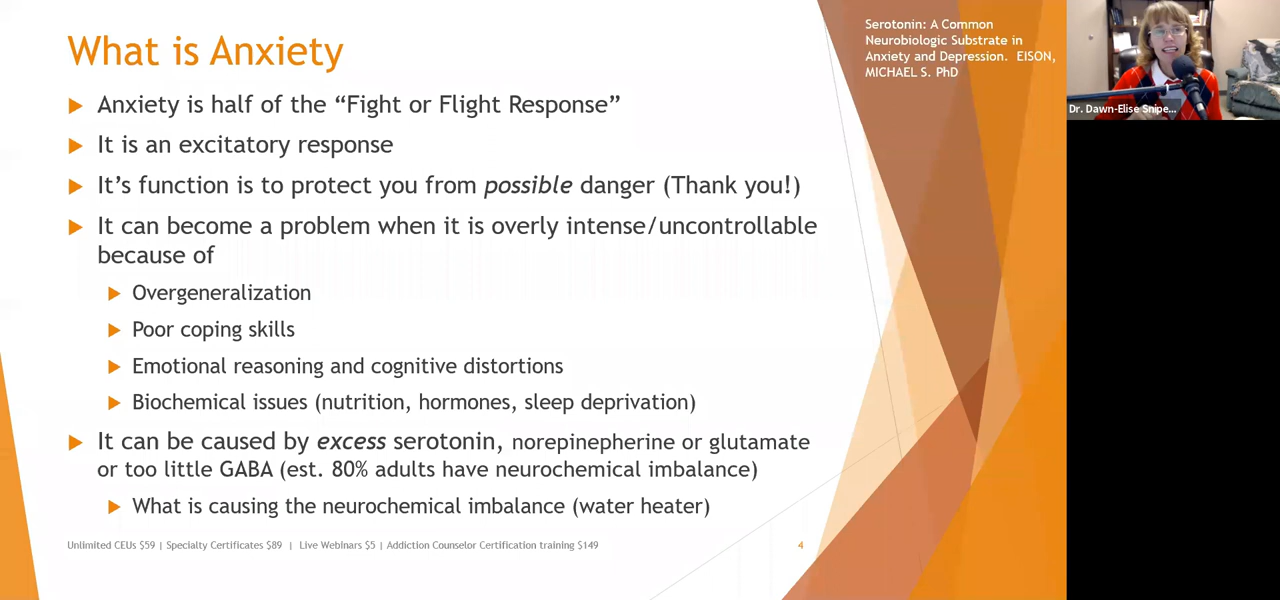 What is Anxiety
Anxiety is half of the “Fight or Flight Response”
It is an excitatory response
It’s function is to protect you from possible danger (Thank you!)
It can become a problem when it is overly intense/uncontrollable
because of
Overgeneralization
Poor coping skills
Emotional reasoning and cognitive distortions
Biochemical issues (nutrition, hormones, sleep deprivation)
It can be caused by excess serotonin, norepinepherine or glutamate
or too little GABA (est. 80% adults have neurochemical imbalance)
What is causing the neurochemical imbalance (water heater)
Unlimited CEUs $59 | Specialty Certificates $89 | Live Webinars $5 | Addiction Counselor Certification training $149
4
Serotonin: A Common
Neurobiologic Substrate in
Anxiety and Depression. EISON,
MICHAEL S. PhD
Dr. Dawn-Elise Snipe...